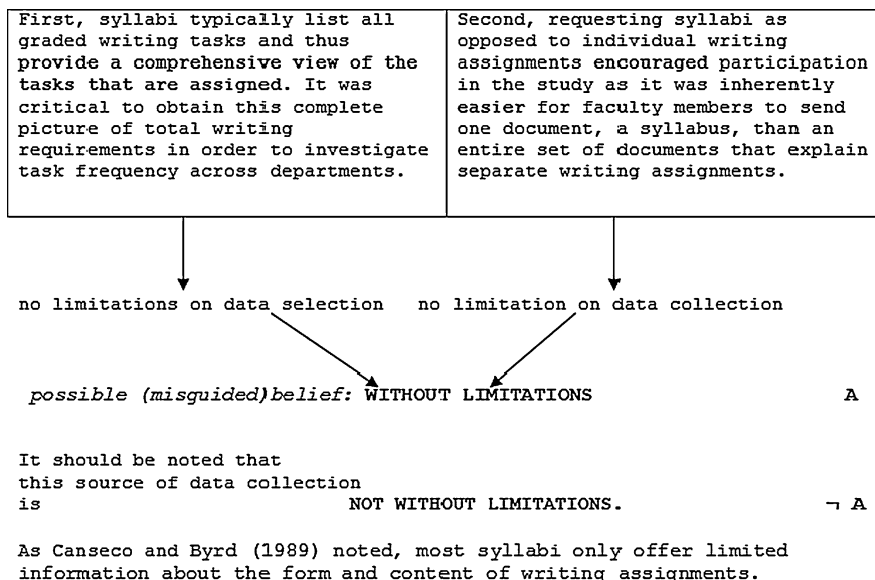 First, syllabi typically list all
graded writing tasks and thus
provide a comprehensive view of the
tasks that are assigned. It was
critical to obtain this complete
picture of total writing
requirements in order to investigate
task frequency across departments.
Second, requesting syllabi as
opposed to individual writing
assignments encouraged participation
in the study as it was inherently
easier for faculty members to send
one document, a syllabus, than an
entire set of documents that explain
separate writing assignments.
no limitations on data selection no limitation on data collection
possible (misguided)belief: WITHOUT LIMITATIONS A
It should be noted that
this source of data collection
is NOT WITHOUT LIMITATIONS. ¬ A
As Canseco and Byrd (1989) noted, most syllabi only offer limited
information about the form and content of writing assignments.